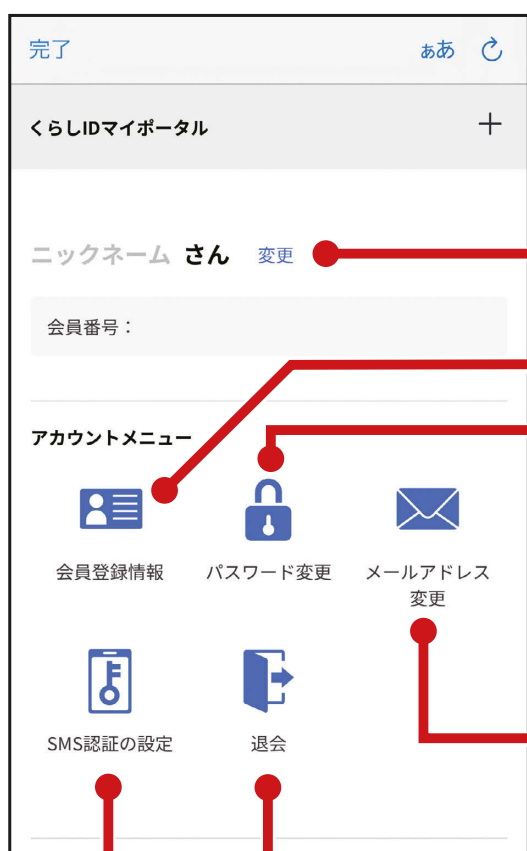 完了 ぁあ
くらしIDマイポータル +
ニックネーム さん 変更
会員番号：
アカウントメニュー
会員登録情報 パスワード変更 メールアドレス
変更
SMS認証の設定 退会